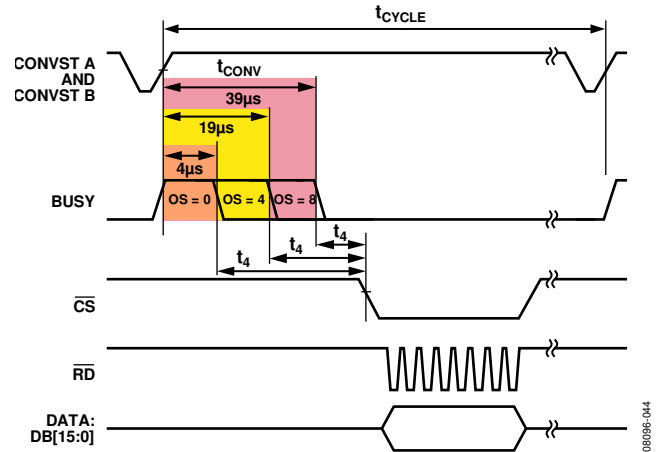 tCYCLE
CONVST A
AND
CONVST B
tCONV
39µs
19µs
4µs
BUSY
OS = 0
OS = 4
OS = 8
t4
t4
t4
CS
RD
DATA:
DB[15:0]
08096-044